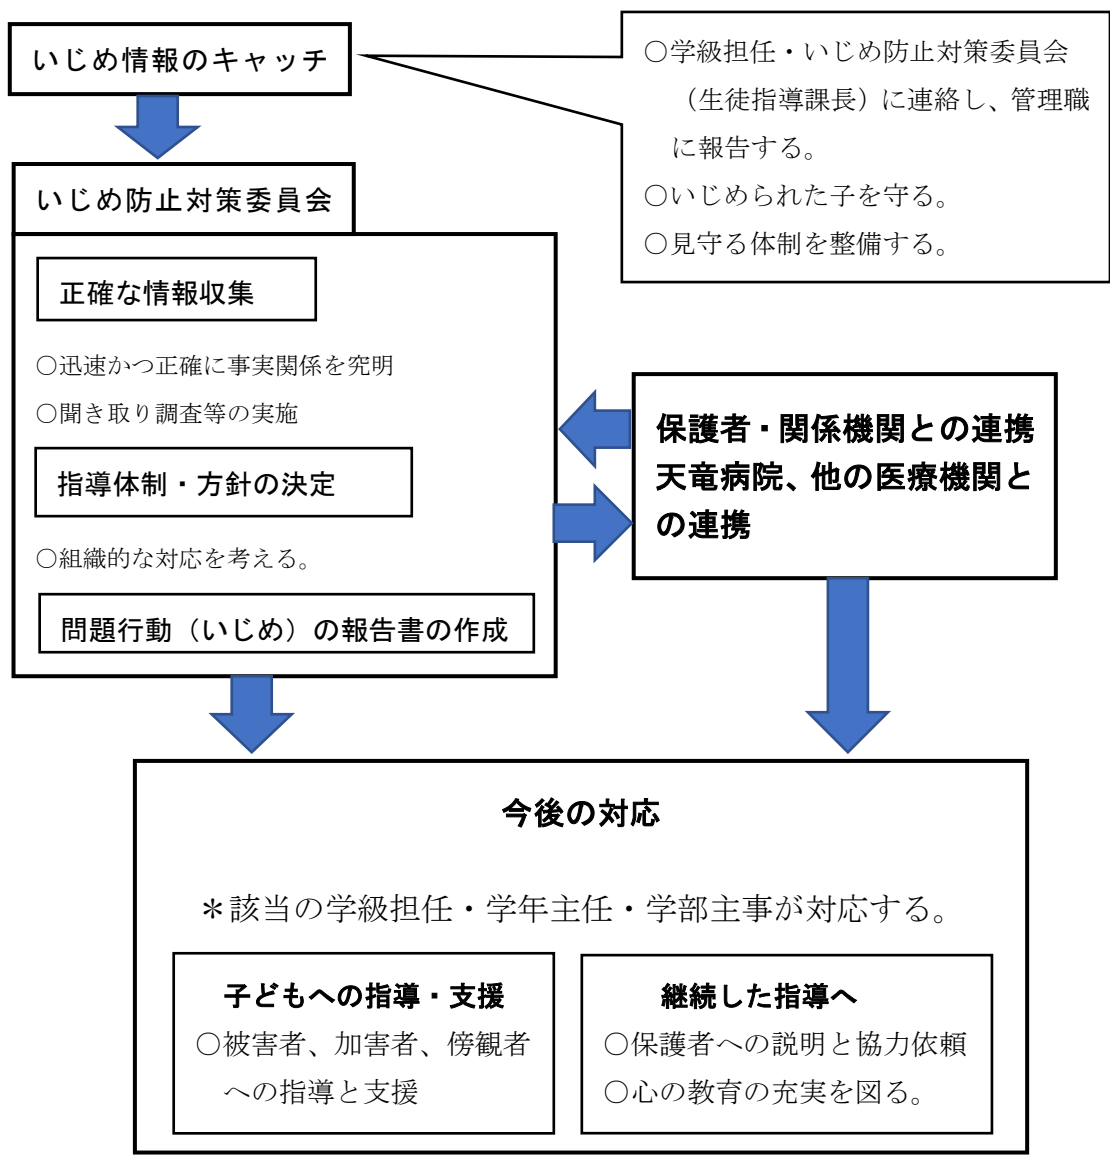 いじめ情報のキャッチ
○学級担任・いじめ防止対策委員会
（生徒指導課長）に連絡し、管理職
に報告する。
○いじめられた子を守る。
○見守る体制を整備する。
いじめ防止対策委員会
正確な情報収集
○迅速かつ正確に事実関係を究明
○聞き取り調査等の実施
指導体制・方針の決定
○組織的な対応を考える。
問題行動（いじめ）の報告書の作成
保護者・関係機関との連携
天竜病院、他の医療機関と
の連携
今後の対応
＊該当の学級担任・学年主任・学部主事が対応する。
子どもへの指導・支援
○被害者、加害者、傍観者
への指導と支援
継続した指導へ
○保護者への説明と協力依頼
○心の教育の充実を図る。